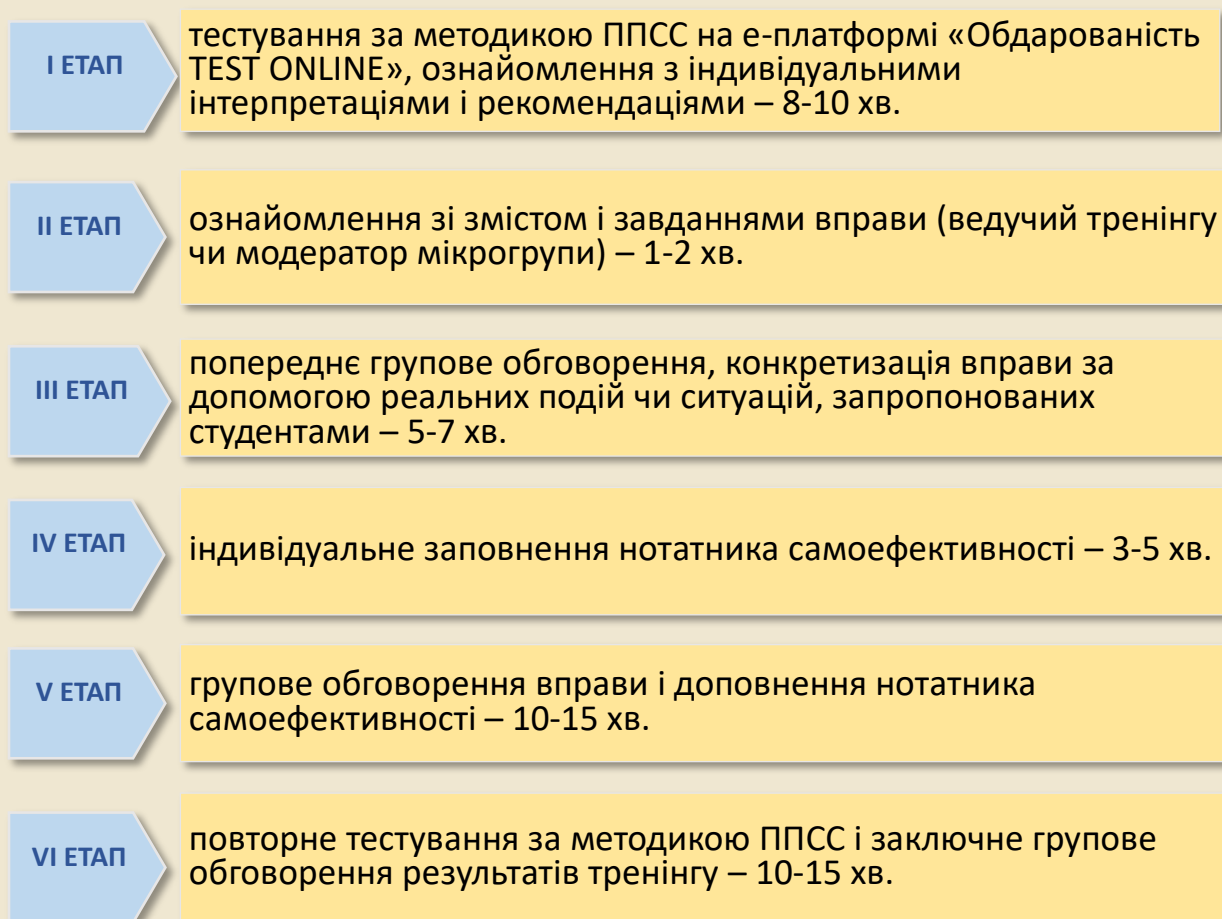 І ЕТАП
тестування за методикою ППСС на е-платформі «Обдарованість
TEST ONLINE», ознайомлення з індивідуальними
інтерпретаціями і рекомендаціями – 8-10 хв.
ІІ ЕТАП
ознайомлення зі змістом і завданнями вправи (ведучий тренінгу
чи модератор мікрогрупи) – 1-2 хв.
ІІІ ЕТАП
попереднє групове обговорення, конкретизація вправи за
допомогою реальних подій чи ситуацій, запропонованих
студентами – 5-7 хв.
IV ЕТАП
індивідуальне заповнення нотатника самоефективності – 3-5 хв.
V ЕТАП
групове обговорення вправи і доповнення нотатника
самоефективності – 10-15 хв.
VI ЕТАП
повторне тестування за методикою ППСС і заключне групове
обговорення результатів тренінгу – 10-15 хв.